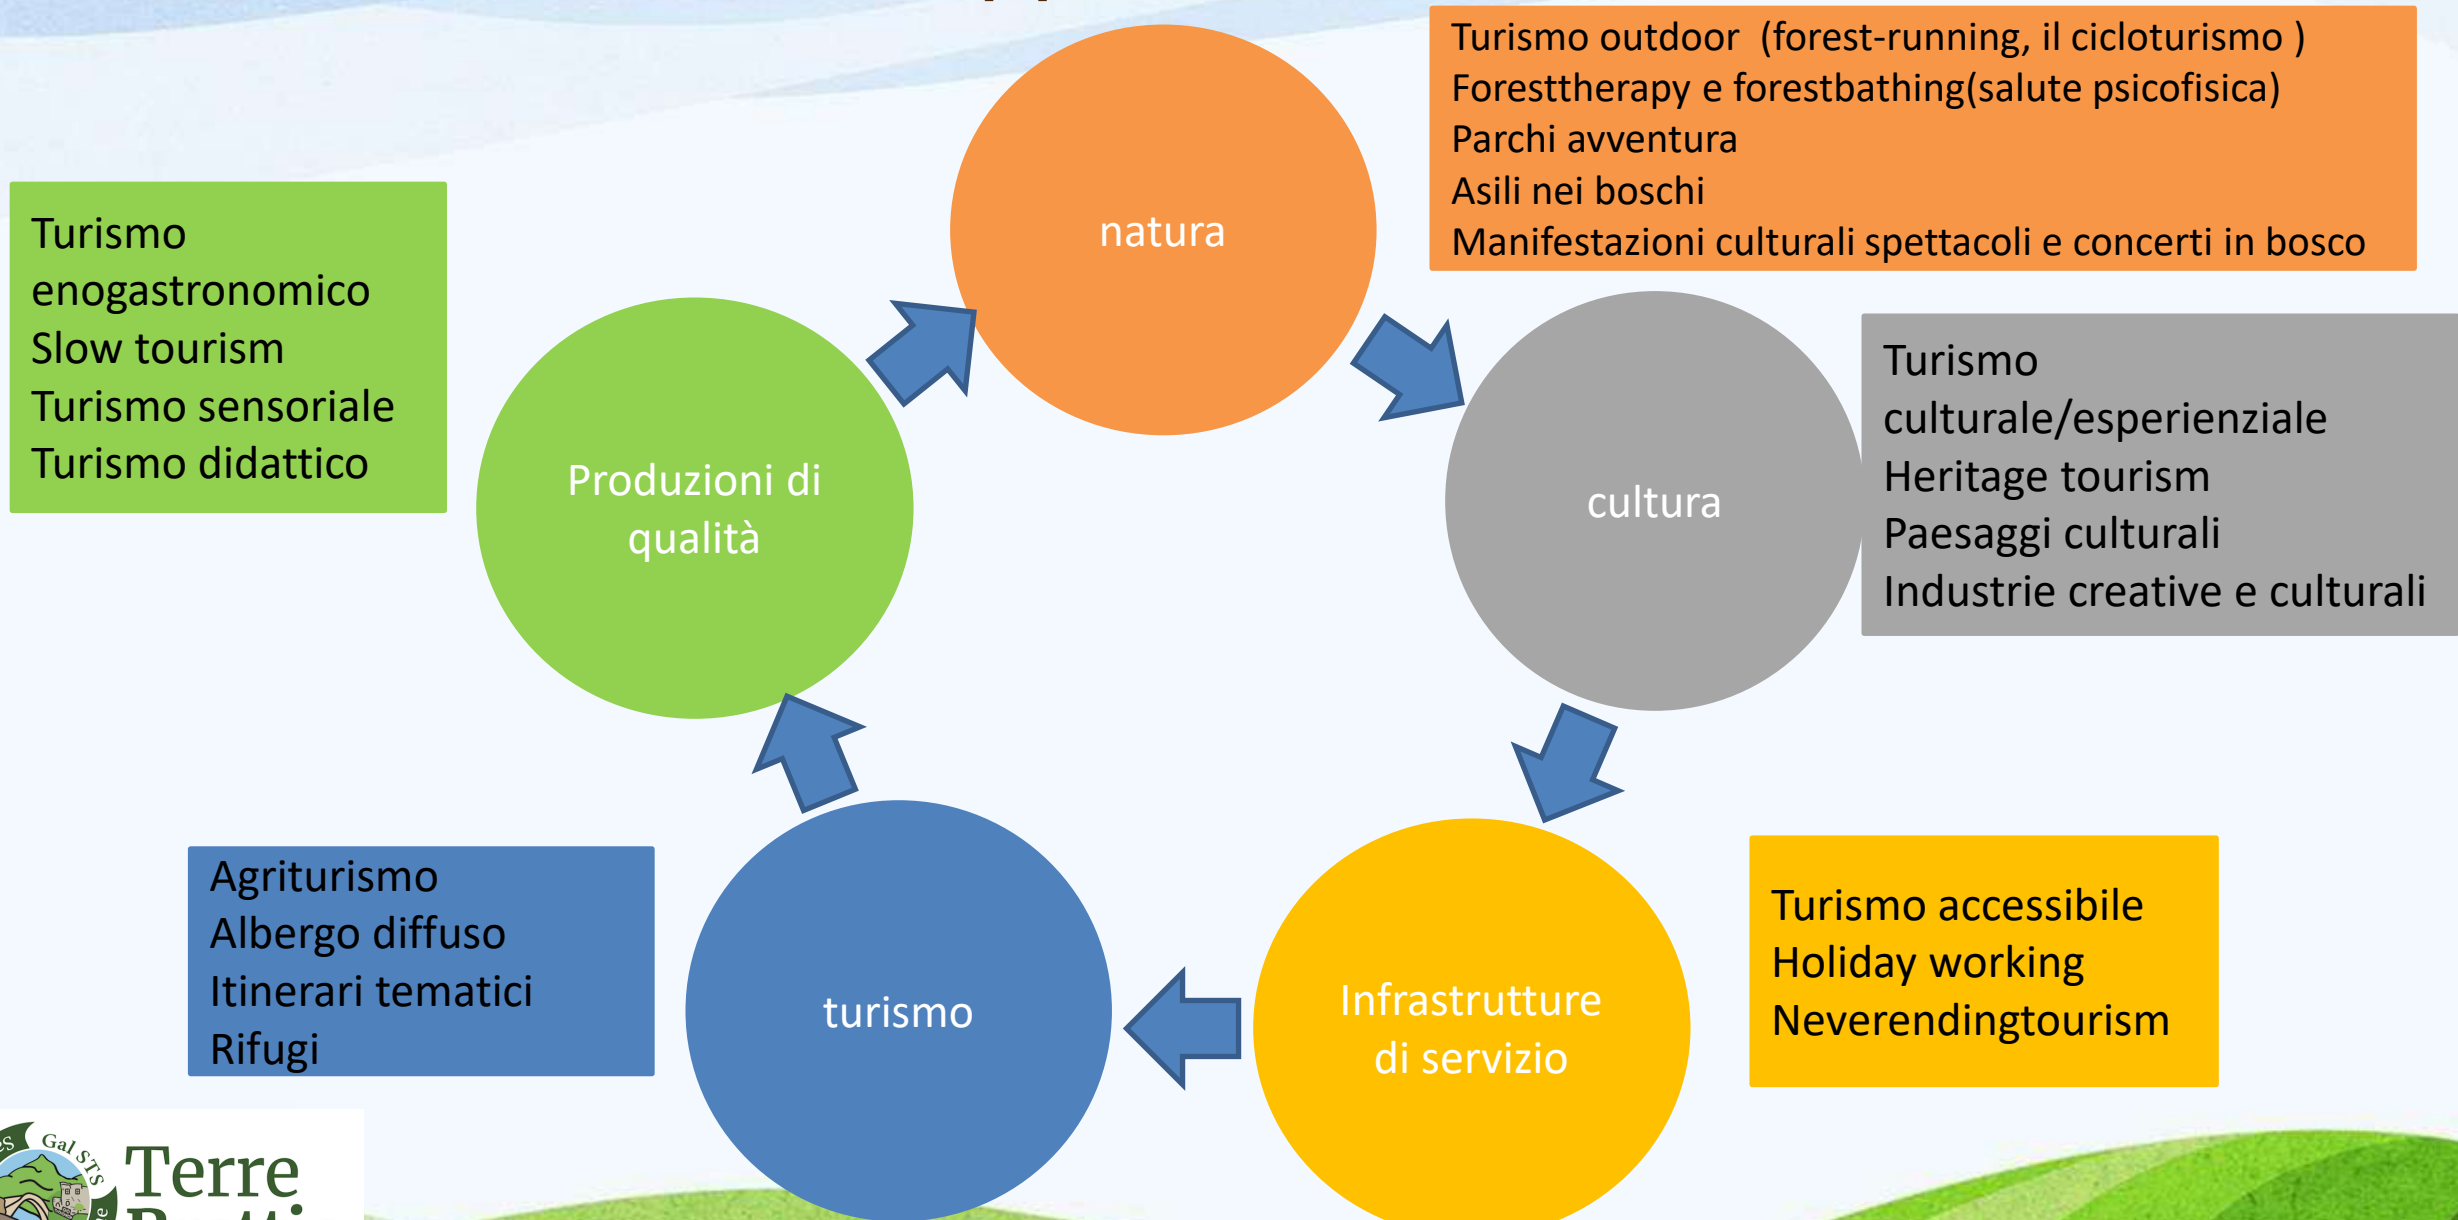 Turismo outdoor (forest-running, il cicloturismo )
Foresttherapy e forestbathing(salute psicofisica)
Parchi avventura
Asili nei boschi
Manifestazioni culturali spettacoli e concerti in bosco
natura
Turismo
enogastronomico
Slow tourism
Turismo sensoriale
Turismo didattico
Produzioni di
qualità
cultura
Turismo
culturale/esperienziale
Heritage tourism
Paesaggi culturali
Industrie creative e culturali
Agriturismo
Albergo diffuso
Itinerari tematici
Rifugi
turismo
Infrastrutture
di servizio
Turismo accessibile
Holiday working
Neverendingtourism
Gal STS
Terre